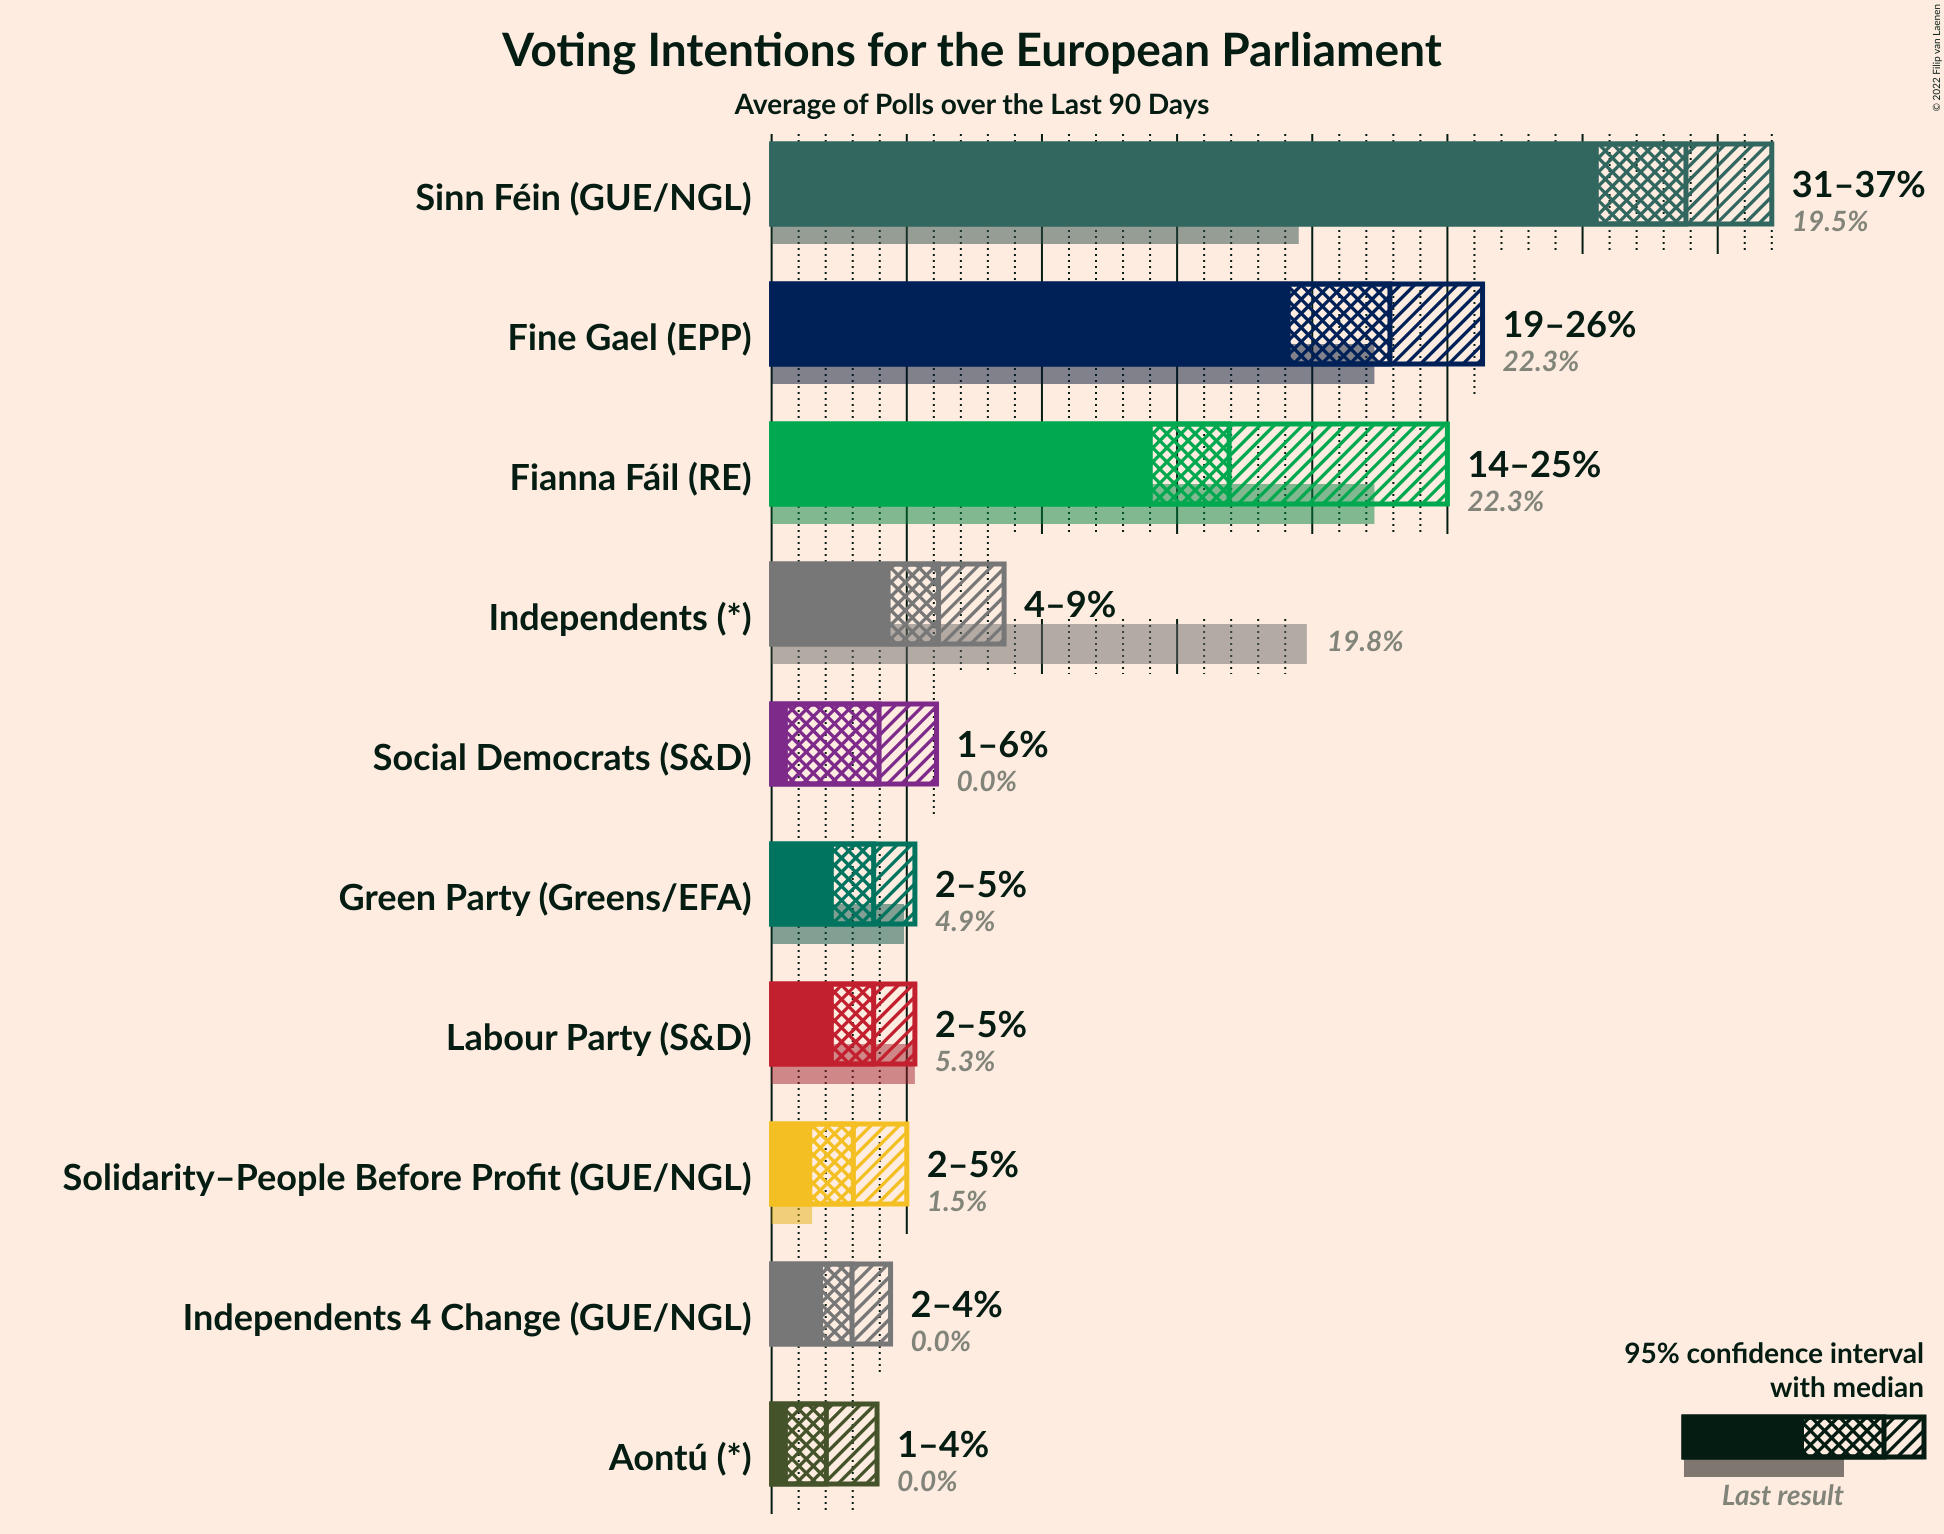 Voting Intentions for the European Parliament
Average of Polls over the Last 90 Days
© 2022 Filip van Laenen
Sinn Féin (GUE/NGL)
31–37%
19.5%
Fine Gael (EPP)
19–26%
22.3%
Fianna Fáil (RE)
14–25%
22.3%
Independents (*)
4–9%
19.8%
Social Democrats (S&D)
1–6%
0.0%
Green Party (Greens/EFA)
2–5%
4.9%
Labour Party (S&D)
2–5%
5.3%
Solidarity–People Before Profit (GUE/NGL)
2–5%
1.5%
Independents 4 Change (GUE/NGL)
2–4%
0.0%
Aontú (*)
1–4%
0.0%
95% confidence interval
with median
Last result